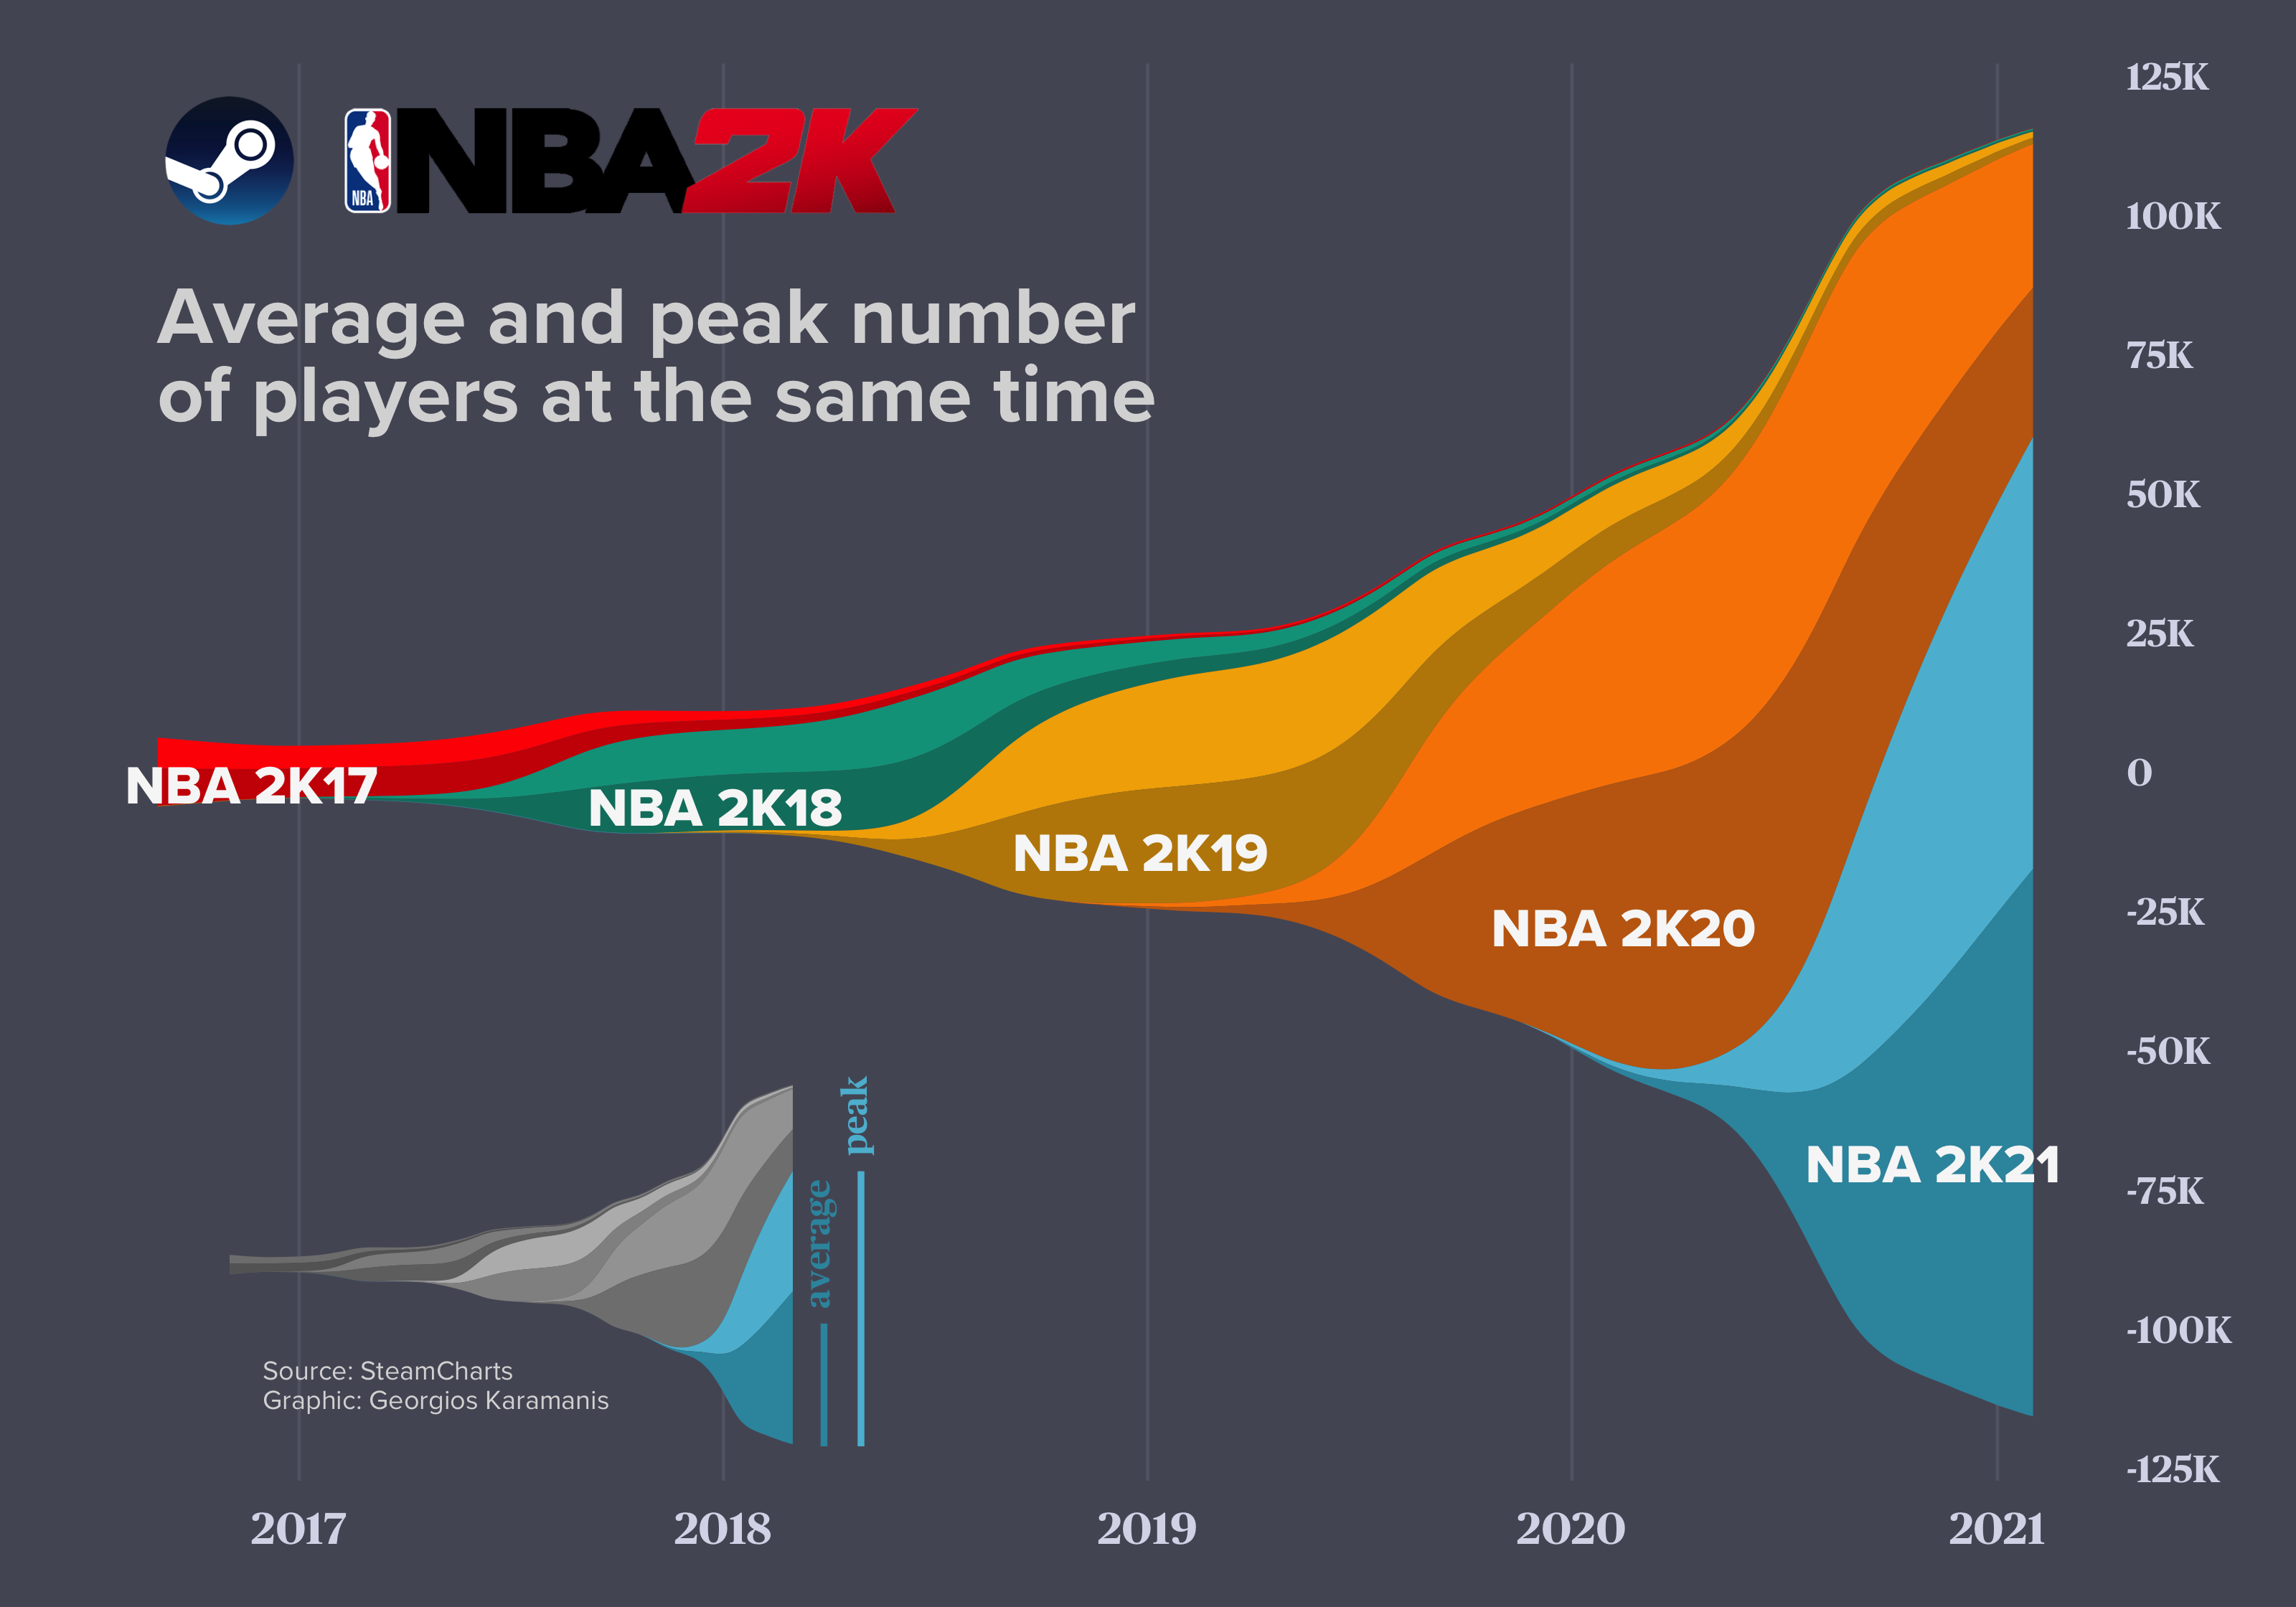 NBA
NBA2K
Average and peak number
of players at the same time
125K
100K
75K
50K
25K
0
-25K
-50K
-75K
-100K
-125K
NBA 2K17
NBA 2K18
NBA 2K19
NBA 2K20
NBA 2K21
peak
average
Source: SteamCharts
Graphic: Georgios Karamanis
2017
2018
2019
2020
2021